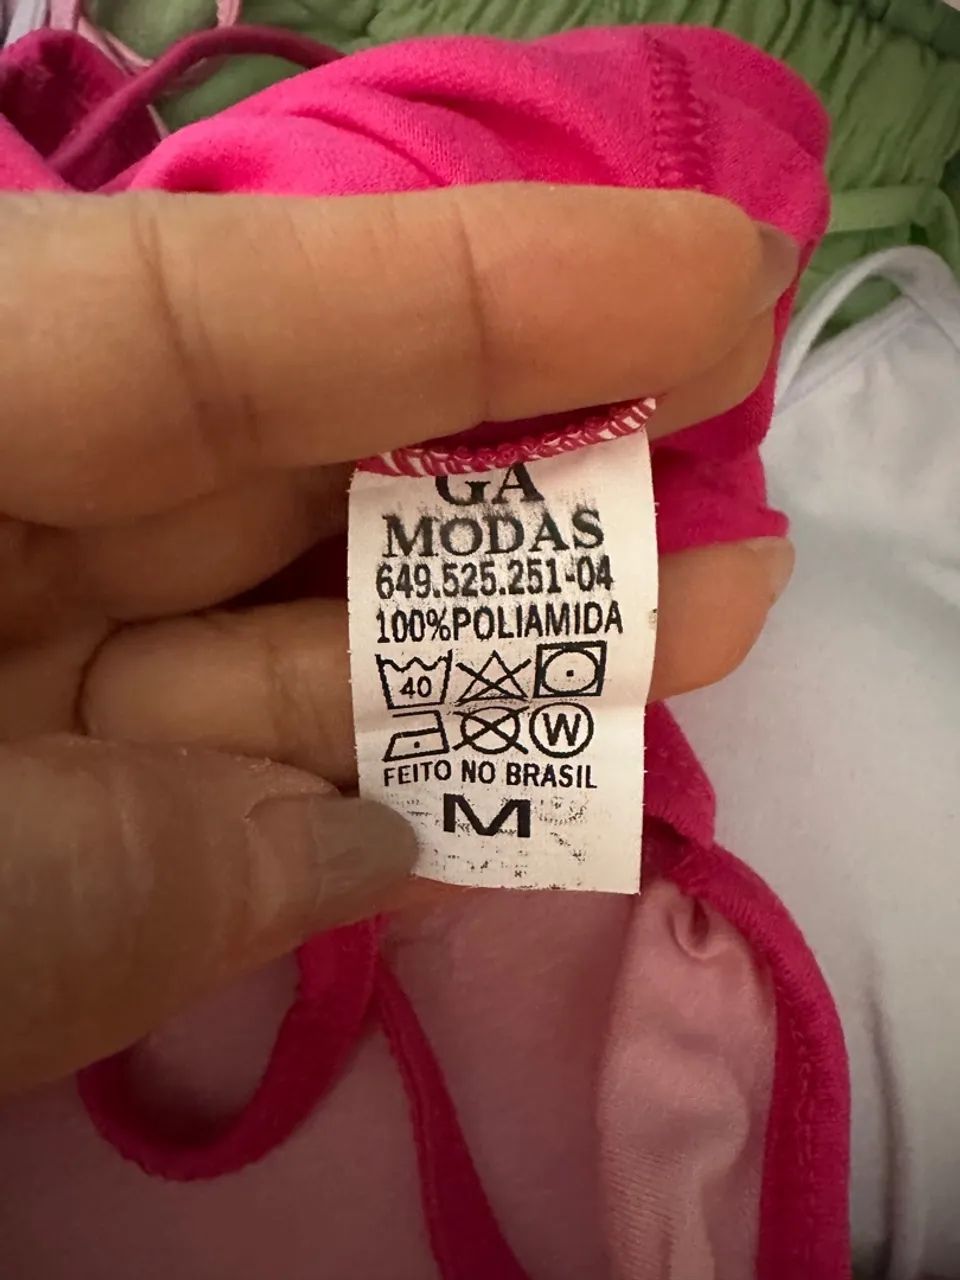 GA
MODAS
649.525.251-04
100%POLIAMIDA
40
W
FEITO NO BRASIL
M